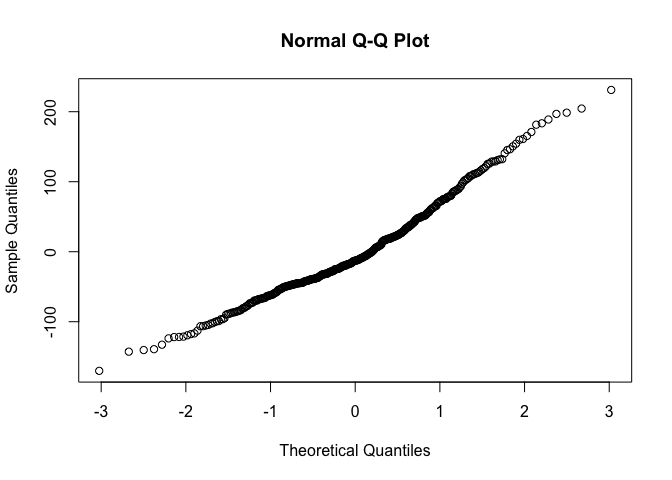 Normal Q-Q Plot
Sample Quantiles
200
100
0
-100
-3 -2 -1 0 1 2 3
Theoretical Quantiles